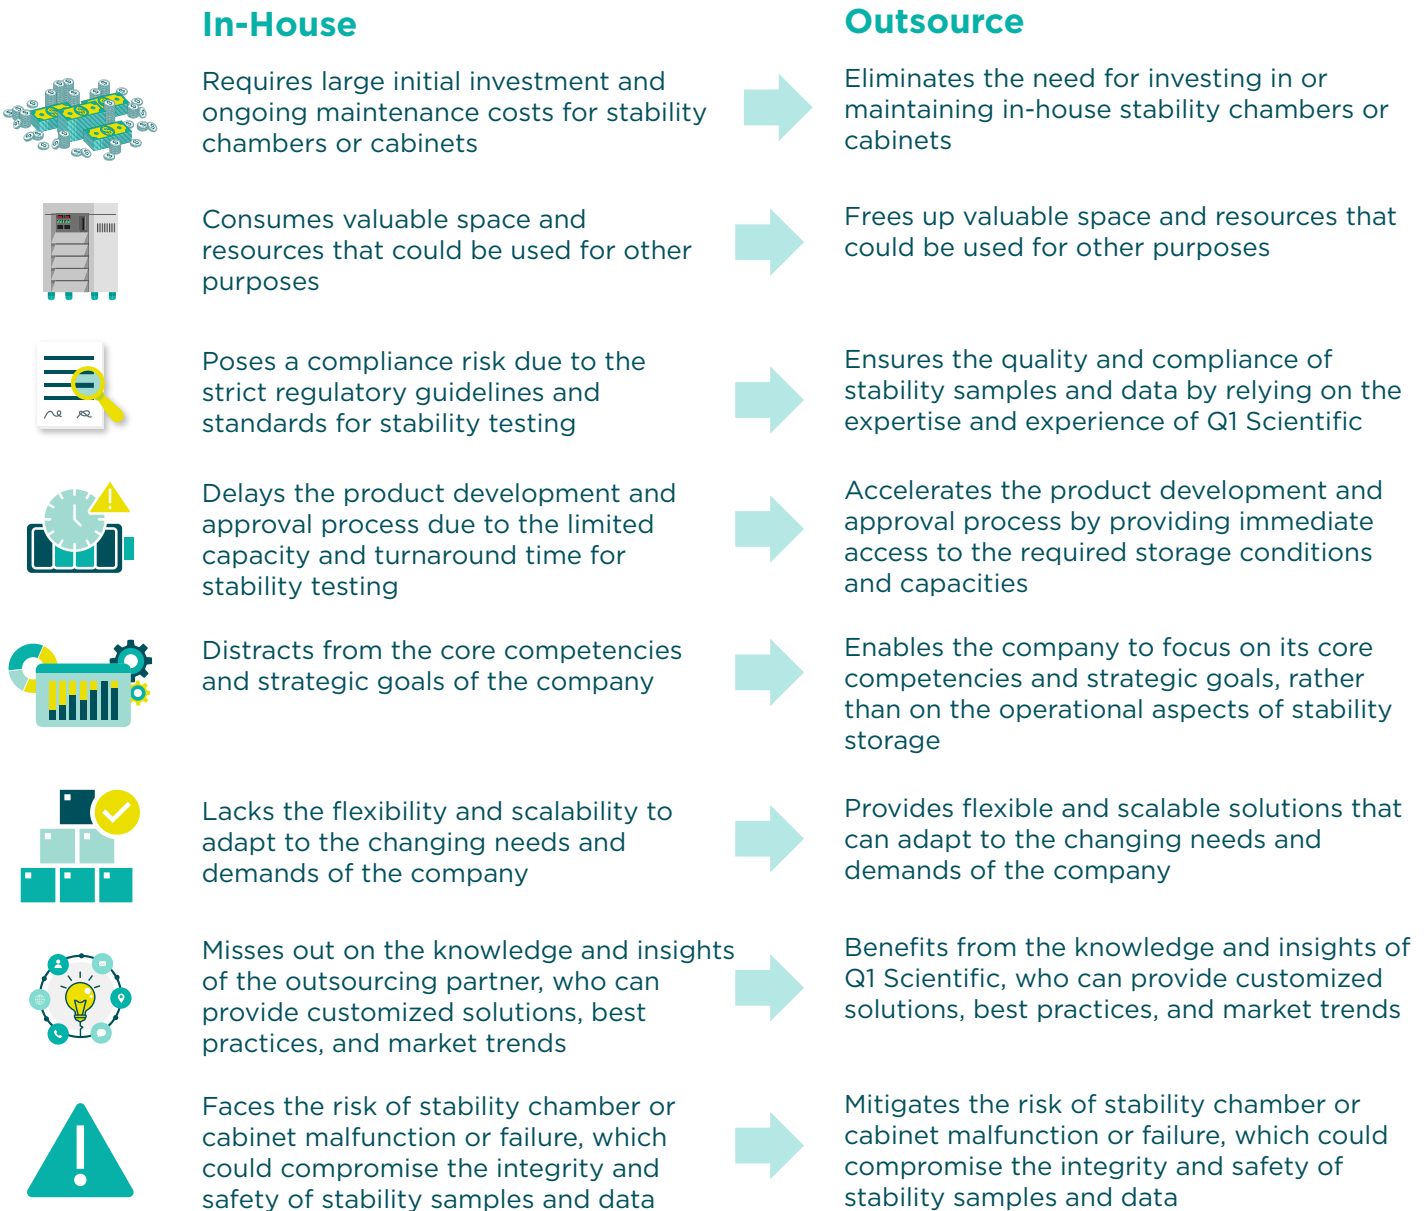 In-House
Outsource
Requires large initial investment and
ongoing maintenance costs for stability
chambers or cabinets
Eliminates the need for investing in or
maintaining in-house stability chambers or
cabinets
Consumes valuable space and
resources that could be used for other
purposes
Frees up valuable space and resources that
could be used for other purposes
Poses a compliance risk due to the
strict regulatory guidelines and
standards for stability testing
Ensures the quality and compliance of
stability samples and data by relying on the
expertise and experience of Q1 Scientific
Delays the product development and
approval process due to the limited
capacity and turnaround time for
stability testing
Accelerates the product development and
approval process by providing immediate
access to the required storage conditions
and capacities
Distracts from the core competencies
and strategic goals of the company
Enables the company to focus on its core
competencies and strategic goals, rather
than on the operational aspects of stability
storage
Lacks the flexibility and scalability to
adapt to the changing needs and
demands of the company
Provides flexible and scalable solutions that
can adapt to the changing needs and
demands of the company
Misses out on the knowledge and insights
of the outsourcing partner, who can
provide customized solutions, best
practices, and market trends
Benefits from the knowledge and insights of
Q1 Scientific, who can provide customized
solutions, best practices, and market trends
Faces the risk of stability chamber or
cabinet malfunction or failure, which
could compromise the integrity and
safety of stability samples and data
Mitigates the risk of stability chamber or
cabinet malfunction or failure, which could
compromise the integrity and safety of
stability samples and data